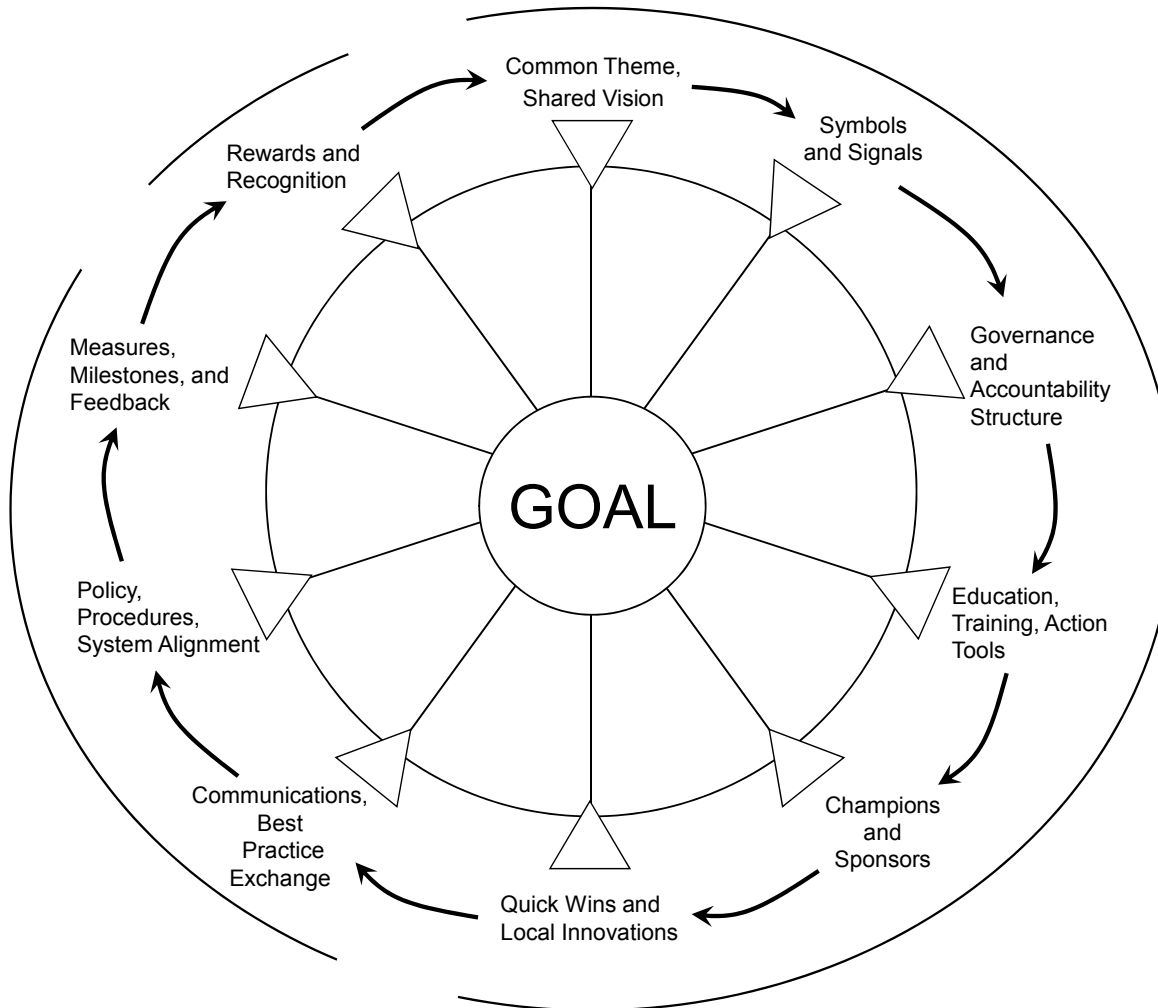 Common Theme,
Shared Vision
Symbols
and Signals
Governance
and
Accountability
Structure
Education,
Training, Action
Tools
Champions
and
Sponsors
Quick Wins and
Local Innovations
Communications,
Best
Practice
Exchange
Policy,
Procedures,
System Alignment
Measures,
Milestones, and
Feedback
Rewards and
Recognition
GOAL